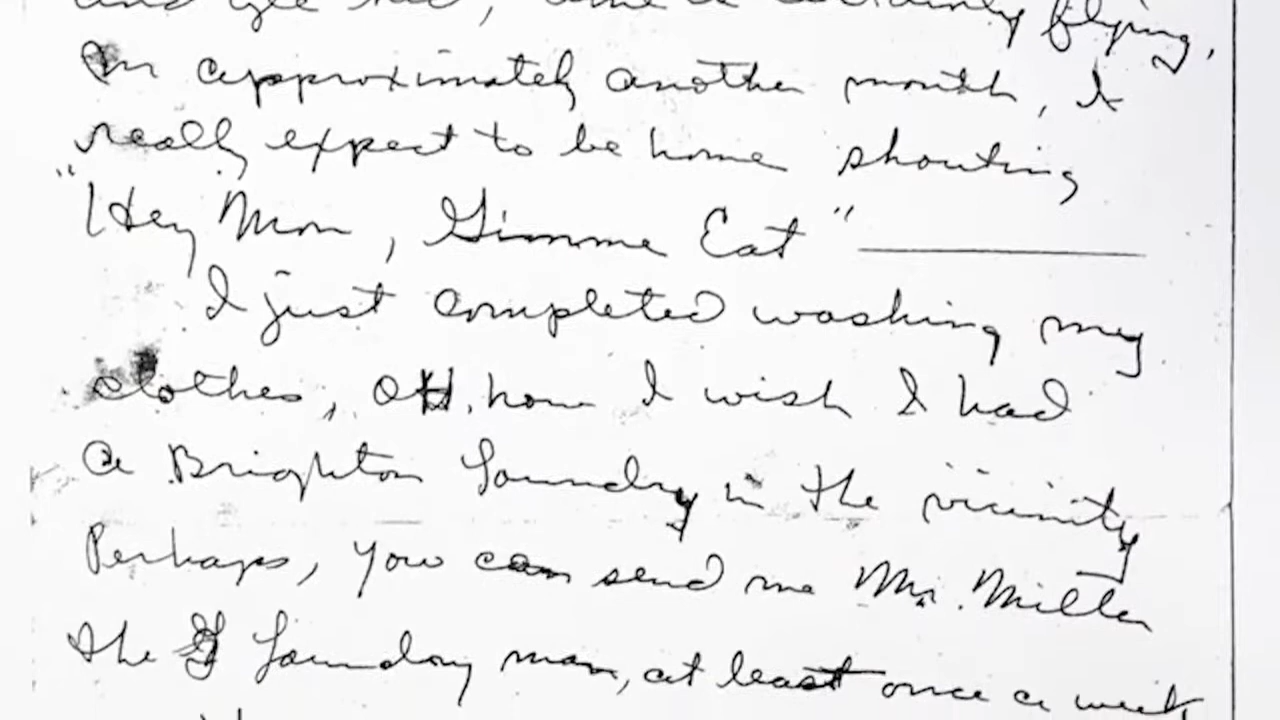 certainly flying,
In approximately another month, I
really expect to be home shouting
"Hey Mom, Gimme Eat"
I just completed washing my
clothes, OH, how I wish I had
a Brighton Laundry in the vicinity
Perhaps, you can send me Mr. Miller
the laundry man, at least once a week